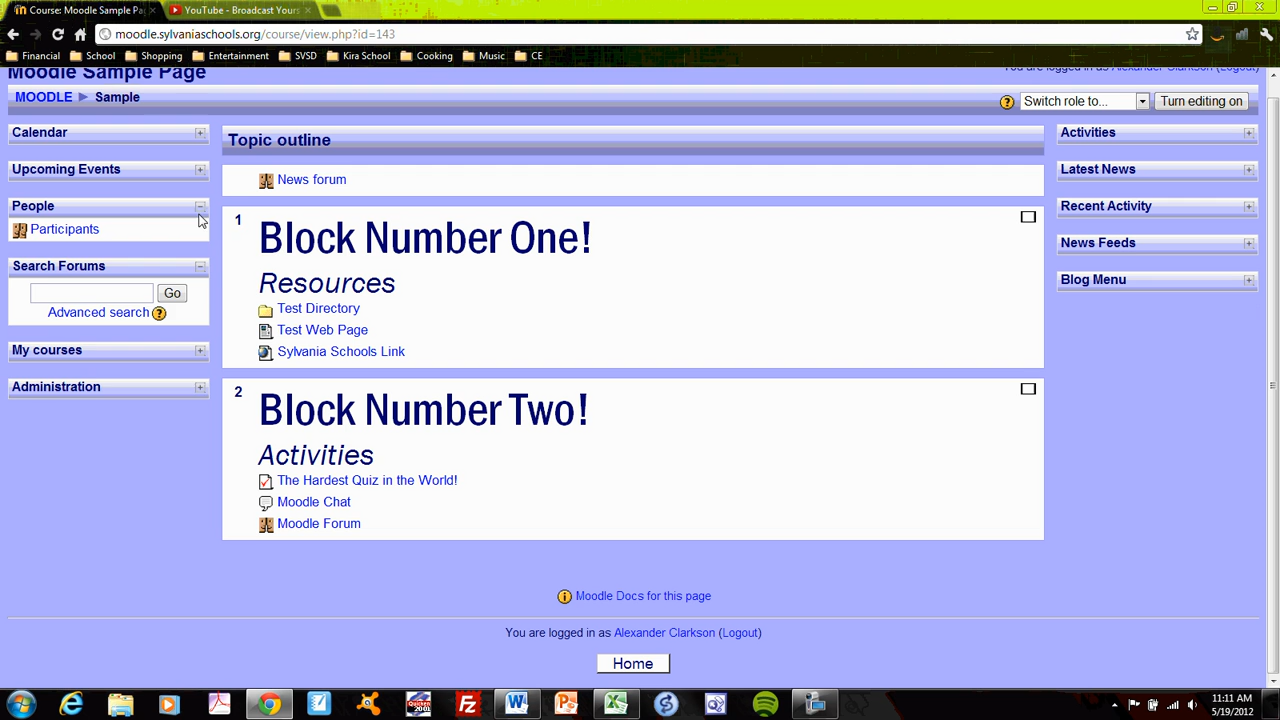 Course: Moodle Sample Pa
YouTube - Broadcast Yours
moodle.sylvaniaschools.org/course/view.php?id=143
Financial School Shopping Entertainment SVSD Kira School Cooking Music CE
Moodle Sample Page
You are logged in as Alexander Clarkson (Logout)
MOODLE ► Sample
Switch role to...
Turn editing on
Calendar
Upcoming Events
People
Participants
Search Forums
Go
Advanced search
My courses
Administration
Topic outline
News forum
1
Block Number One!
Resources
Test Directory
Test Web Page
Sylvania Schools Link
2
Block Number Two!
Activities
The Hardest Quiz in the World!
Moodle Chat
Moodle Forum
Activities
Latest News
Recent Activity
News Feeds
Blog Menu
Moodle Docs for this page
You are logged in as Alexander Clarkson (Logout)
Home
11:11 AM
5/19/2012